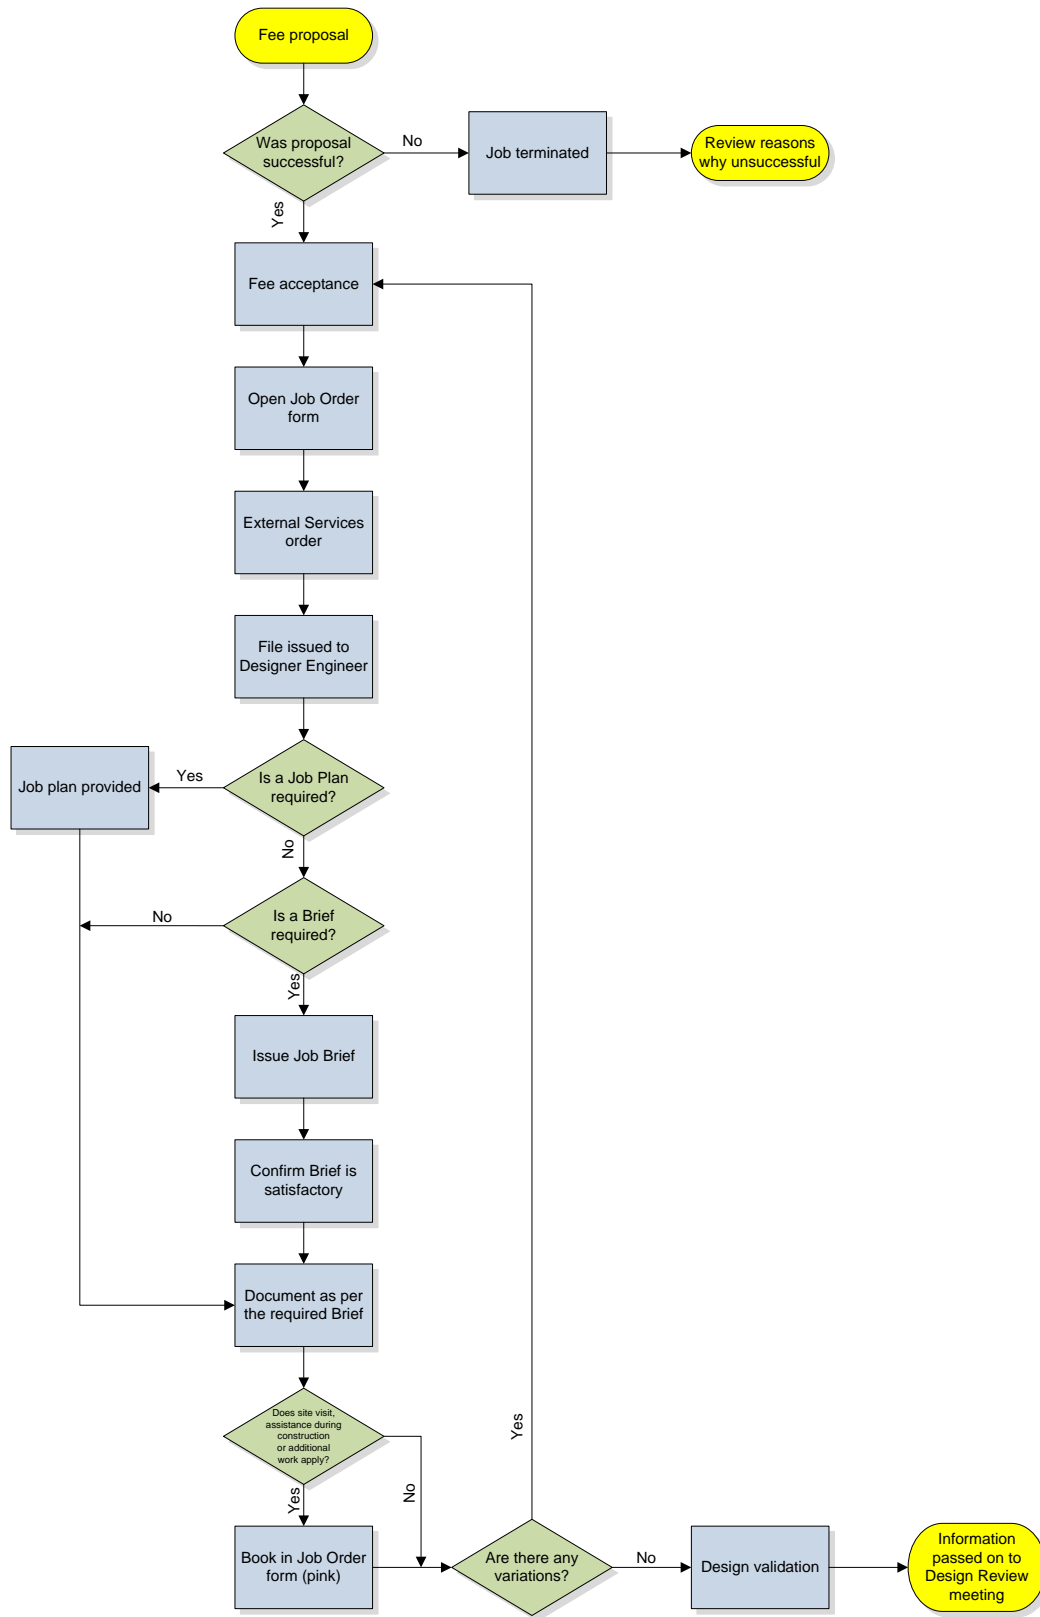 Fee proposal
Was proposal
successful?
No
Job terminated
Review reasons
why unsuccessful
Yes
Fee acceptance
Open Job Order
form
External Services
order
File issued to
Designer Engineer
Is a Job Plan
required?
Yes
Job plan provided
No
Is a Brief
required?
No
Yes
Issue Job Brief
Confirm Brief is
satisfactory
Document as per
the required Brief
Does site visit,
assistance during
construction
or additional
work apply?
Yes
No
Book in Job Order
form (pink)
Are there any
variations?
Yes
No
Design validation
Information
passed on to
Design Review
meeting